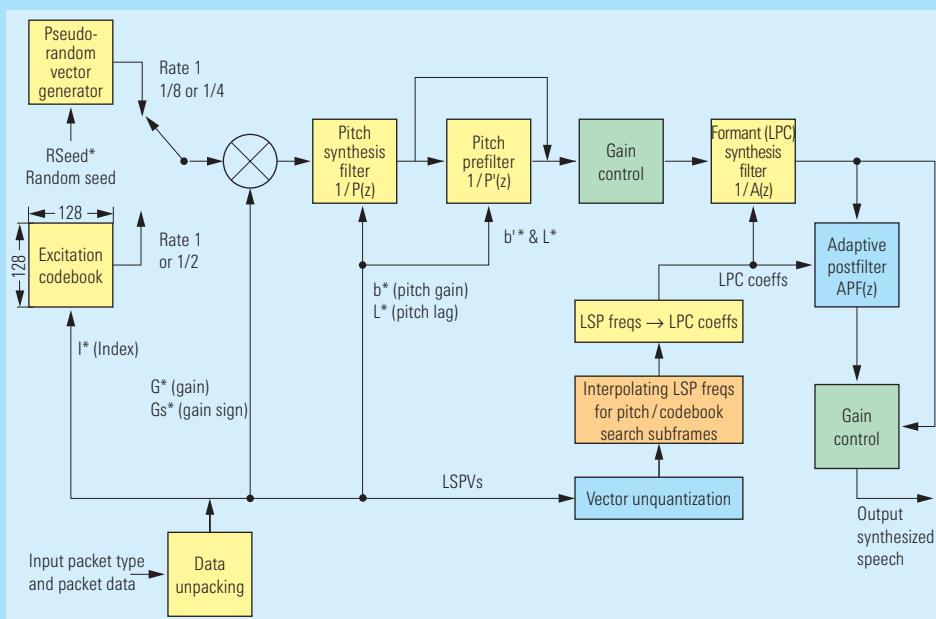 Pseudo-
random
vector
generator
Rate 1
1/8 or 1/4
RSeed*
Random seed
128
128
Excitation
codebook
Rate 1
or 1/2
I* (Index)
G* (gain)
Gs* (gain sign)
Pitch
synthesis
filter
1/P(z)
Pitch
prefilter
1/P'(z)
b'* & L*
b* (pitch gain)
L* (pitch lag)
Gain
control
Formant (LPC)
synthesis
filter
1/A(z)
LPC coeffs
Adaptive
postfilter
APF(z)
LSP freqs → LPC coeffs
Interpolating LSP freqs
for pitch/codebook
search subframes
Gain
control
LSPVs
Vector unquantization
Output
synthesized
speech
Input packet type
and packet data
Data
unpacking